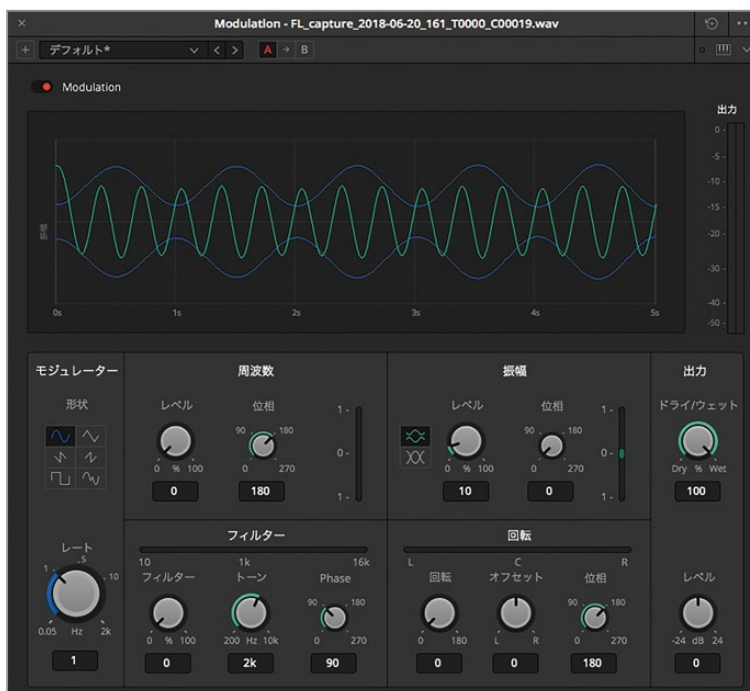 Modulation - FL_capture_2018-06-20_161_T0000_C00019.wav
デフォルト*
A B
Modulation
出力
0 -
-5 -
-10 -
-15 -
-20 -
-30 -
-40 -
-50 -
振幅
0s 1s 2s 3s 4s 5s
モジュレーター
形状
レート
.5
1 10
0.05 Hz 2k
1
周波数
レベル 位相
90 180
0 % 100 0 270
0 180
1 -
0 -
1 -
振幅
レベル 位相
90 180
0 % 100 0 270
10 0
1 -
0 -
1 -
出力
ドライ/ウェット
Dry % Wet
100
フィルター
10 1k 16k
フィルター トーン Phase
90 180
0 % 100 200 Hz 10k 0 270
0 2k 90
回転
L C R
回転 オフセット 位相
90 180
0 180 L R 0 270
0 0 180
レベル
-24 dB 24
0